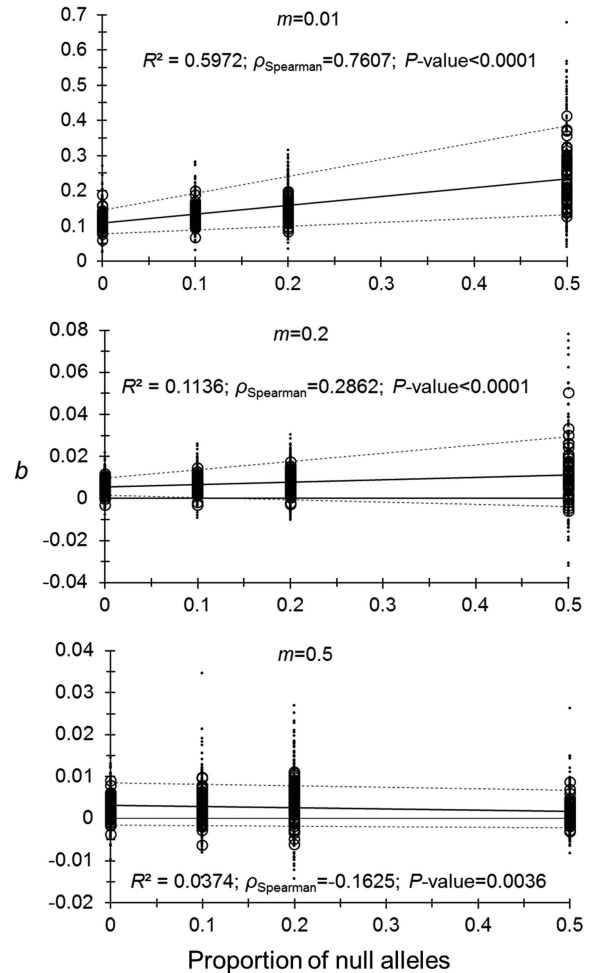 m=0.01
R² = 0.5972; ρSpearman=0.7607; P-value<0.0001
0.7
0.6
0.5
0.4
0.3
0.2
0.1
0
0 0.1 0.2 0.3 0.4 0.5
m=0.2
R² = 0.1136; ρSpearman=0.2862; P-value<0.0001
0.08
0.06
0.04
0.02
0
-0.02
-0.04
0 0.1 0.2 0.3 0.4 0.5
b
m=0.5
0.04
0.03
0.02
0.01
0
-0.01
-0.02
R² = 0.0374; ρSpearman=-0.1625; P-value=0.0036
0 0.1 0.2 0.3 0.4 0.5
Proportion of null alleles